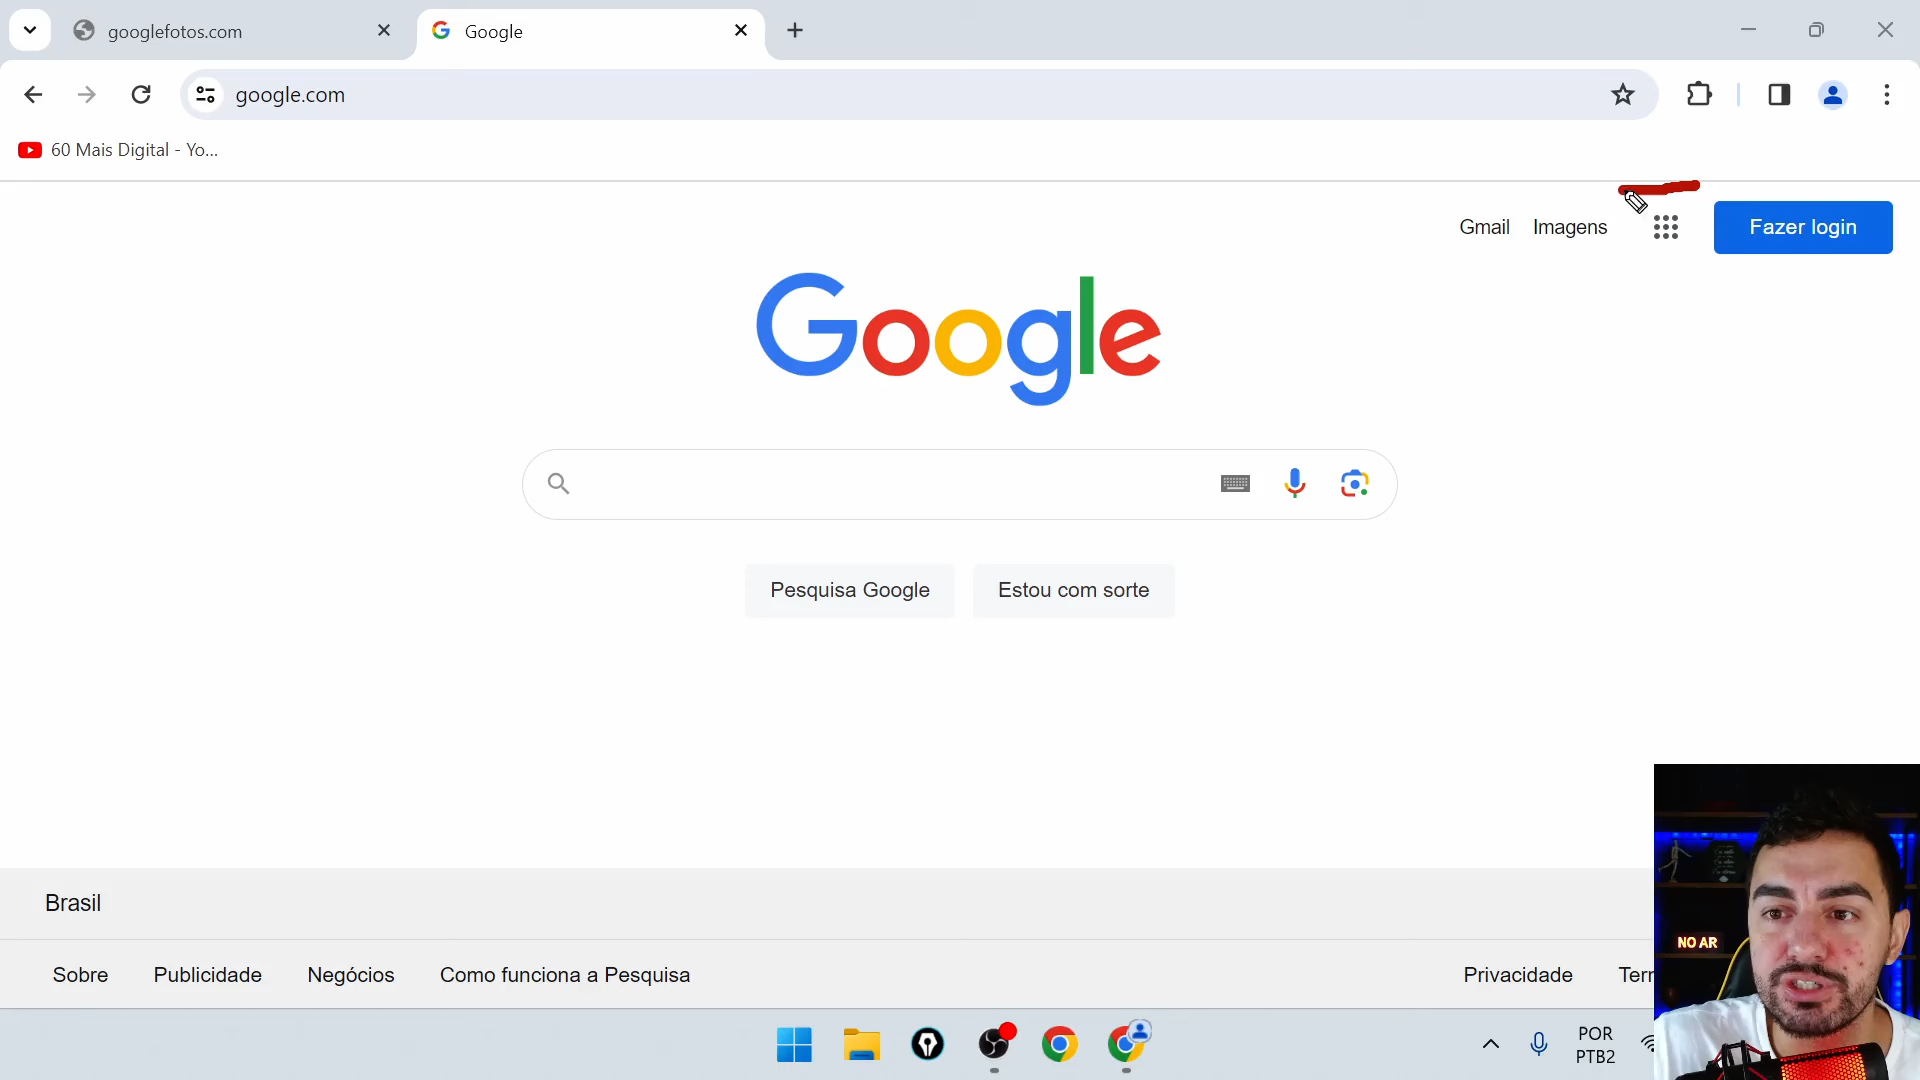 googlefotos.com
Google
google.com
60 Mais Digital - Yo...
Gmail Imagens Fazer login
Google
Pesquisa Google Estou com sorte
Brasil
NO AR
Sobre Publicidade Negócios Como funciona a Pesquisa Privacidade Terr
POR
PTB2